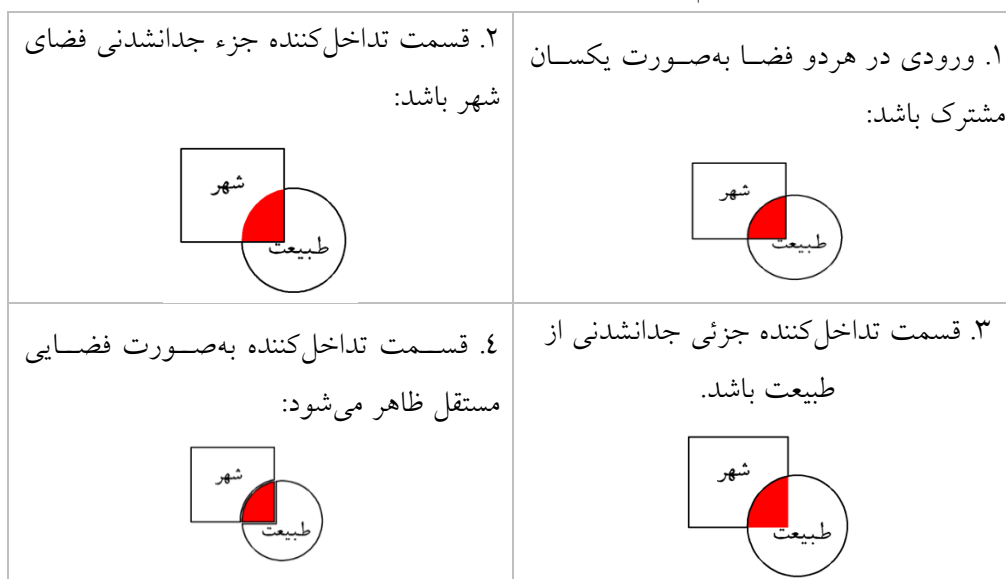 ۱. ورودی در هردو فضا به‌صورت یکسان
مشترک باشد:
شهر
طبیعت
۲. قسمت تداخل‌کننده جزء جدانشدنی فضای
شهر باشد:
شهر
طبیعت
۳. قسمت تداخل‌کننده جزئی جدانشدنی از
طبیعت باشد.
شهر
طبیعت
٤. قسمت تداخل‌کننده به‌صورت فضایی
مستقل ظاهر می‌شود:
شهر
طبیعت